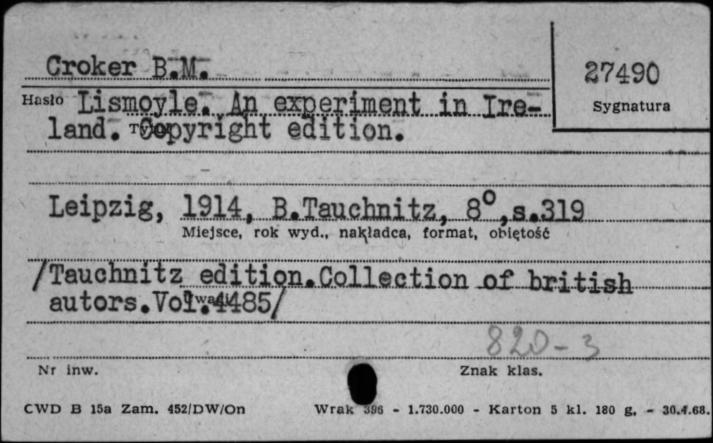 Croker B.M.
27490
Sygnatura
Hasło Lismoyle. An experiment in Ire-
land. Copyright edition.
Leipzig, 1914, B.Tauchnitz, 8°,s.319
Miejsce, rok wyd., nakładca, format, objętość
/Tauchnitz edition.Collection of british
autors.Vol.4485/
820-3
Nr inw.
Znak klas.
CWD B 15a Zam. 452/DW/On Wrak 396 - 1.730.000 - Karton 5 kl. 180 g. - 30.4.68.